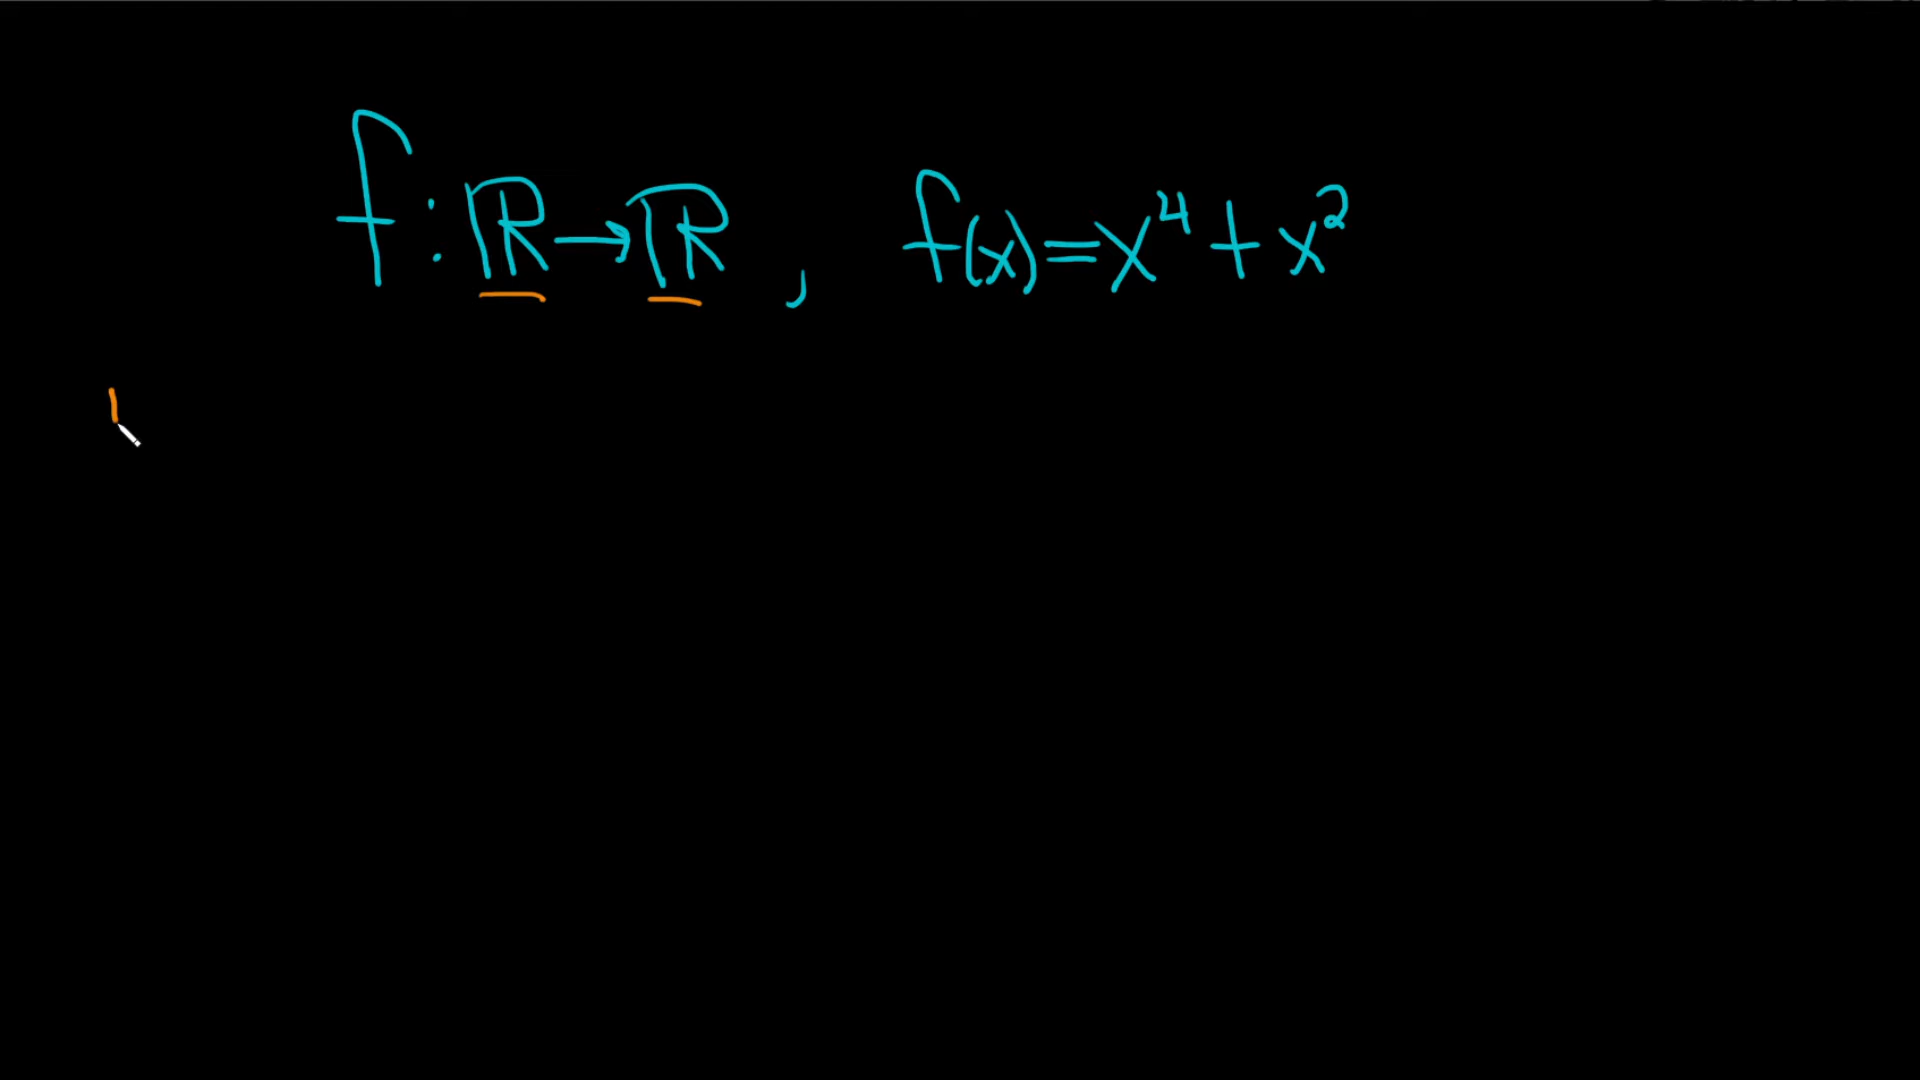 f: ℝ→ℝ, f(x)=x⁴+x²